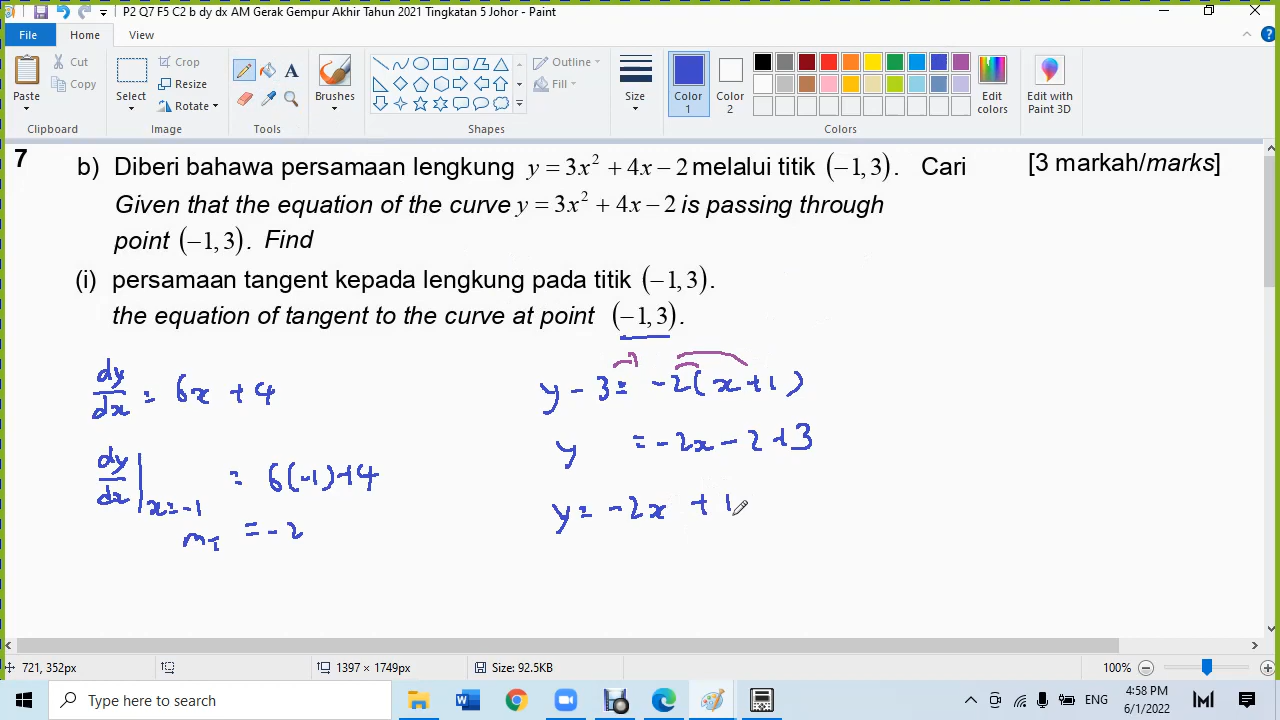 P2 Q7 F5 C2 b dy dx AM Gerak Gempur Akhir Tahun 2021 Tingkatan 5 Johor - Paint
File Home View
Paste Cut Copy Clipboard
Select Crop Resize Rotate Image
A Tools
Brushes
Outline Fill Shapes
Size
Color 1 Color 2 Edit colors Colors
Edit with Paint 3D
7 b) Diberi bahawa persamaan lengkung y = 3x² + 4x − 2 melalui titik (−1, 3). Cari [3 markah/marks]
Given that the equation of the curve y = 3x² + 4x − 2 is passing through
point (−1, 3). Find
(i) persamaan tangent kepada lengkung pada titik (−1, 3).
the equation of tangent to the curve at point (−1, 3).
dy/dx = 6x + 4
dy/dx | x=-1 = 6(-1)+4
m_T = -2
y - 3 = -2(x+1)
y = -2x - 2 + 3
y = -2x + 1
721, 352px 1397 × 1749px Size: 92.5KB 100%
Type here to search
ENG 4:58 PM 6/1/2022